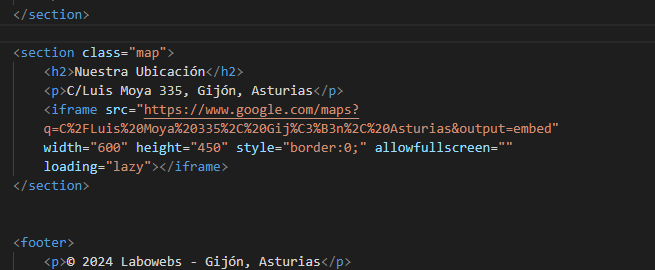 </section>
<section class="map">
<h2>Nuestra Ubicación</h2>
<p>C/Luis Moya 335, Gijón, Asturias</p>
<iframe src="https://www.google.com/maps?
q=C%2FLuis%20Moya%20335%2C%20Gij%C3%B3n%2C%20Asturias&output=embed"
width="600" height="450" style="border:0;" allowfullscreen=""
loading="lazy"></iframe>
</section>
<footer>
<p>© 2024 Labowebs - Gijón, Asturias</p>